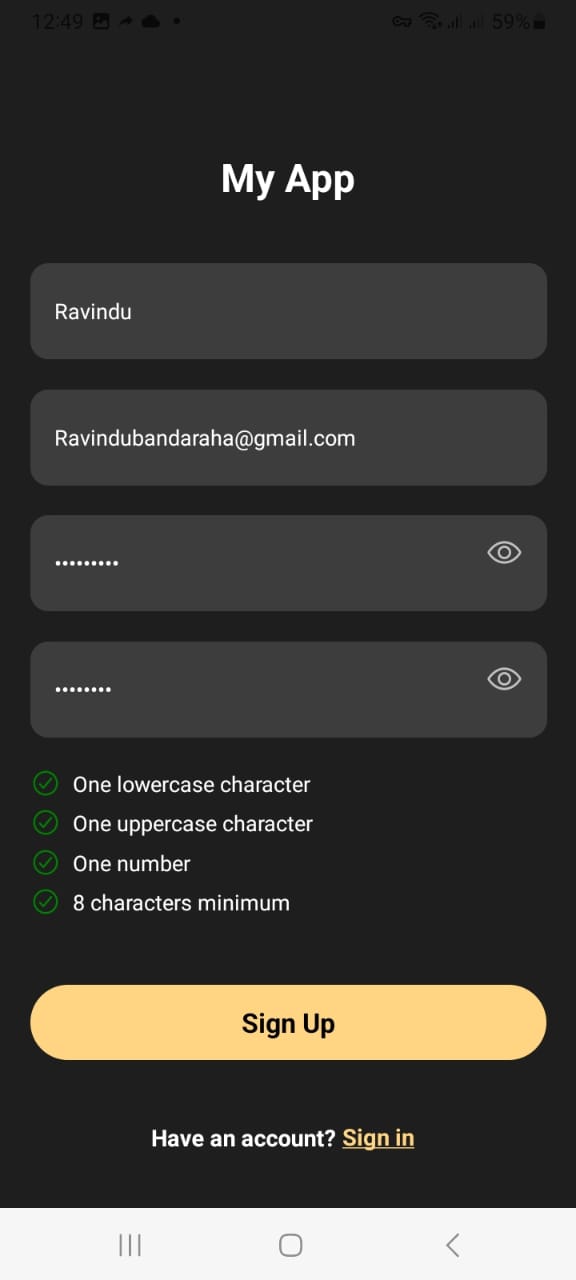 12:49 59%
My App
Ravindu
Ravindubandaraha@gmail.com
•••••••••
••••••••
One lowercase character
One uppercase character
One number
8 characters minimum
Sign Up
Have an account? Sign in